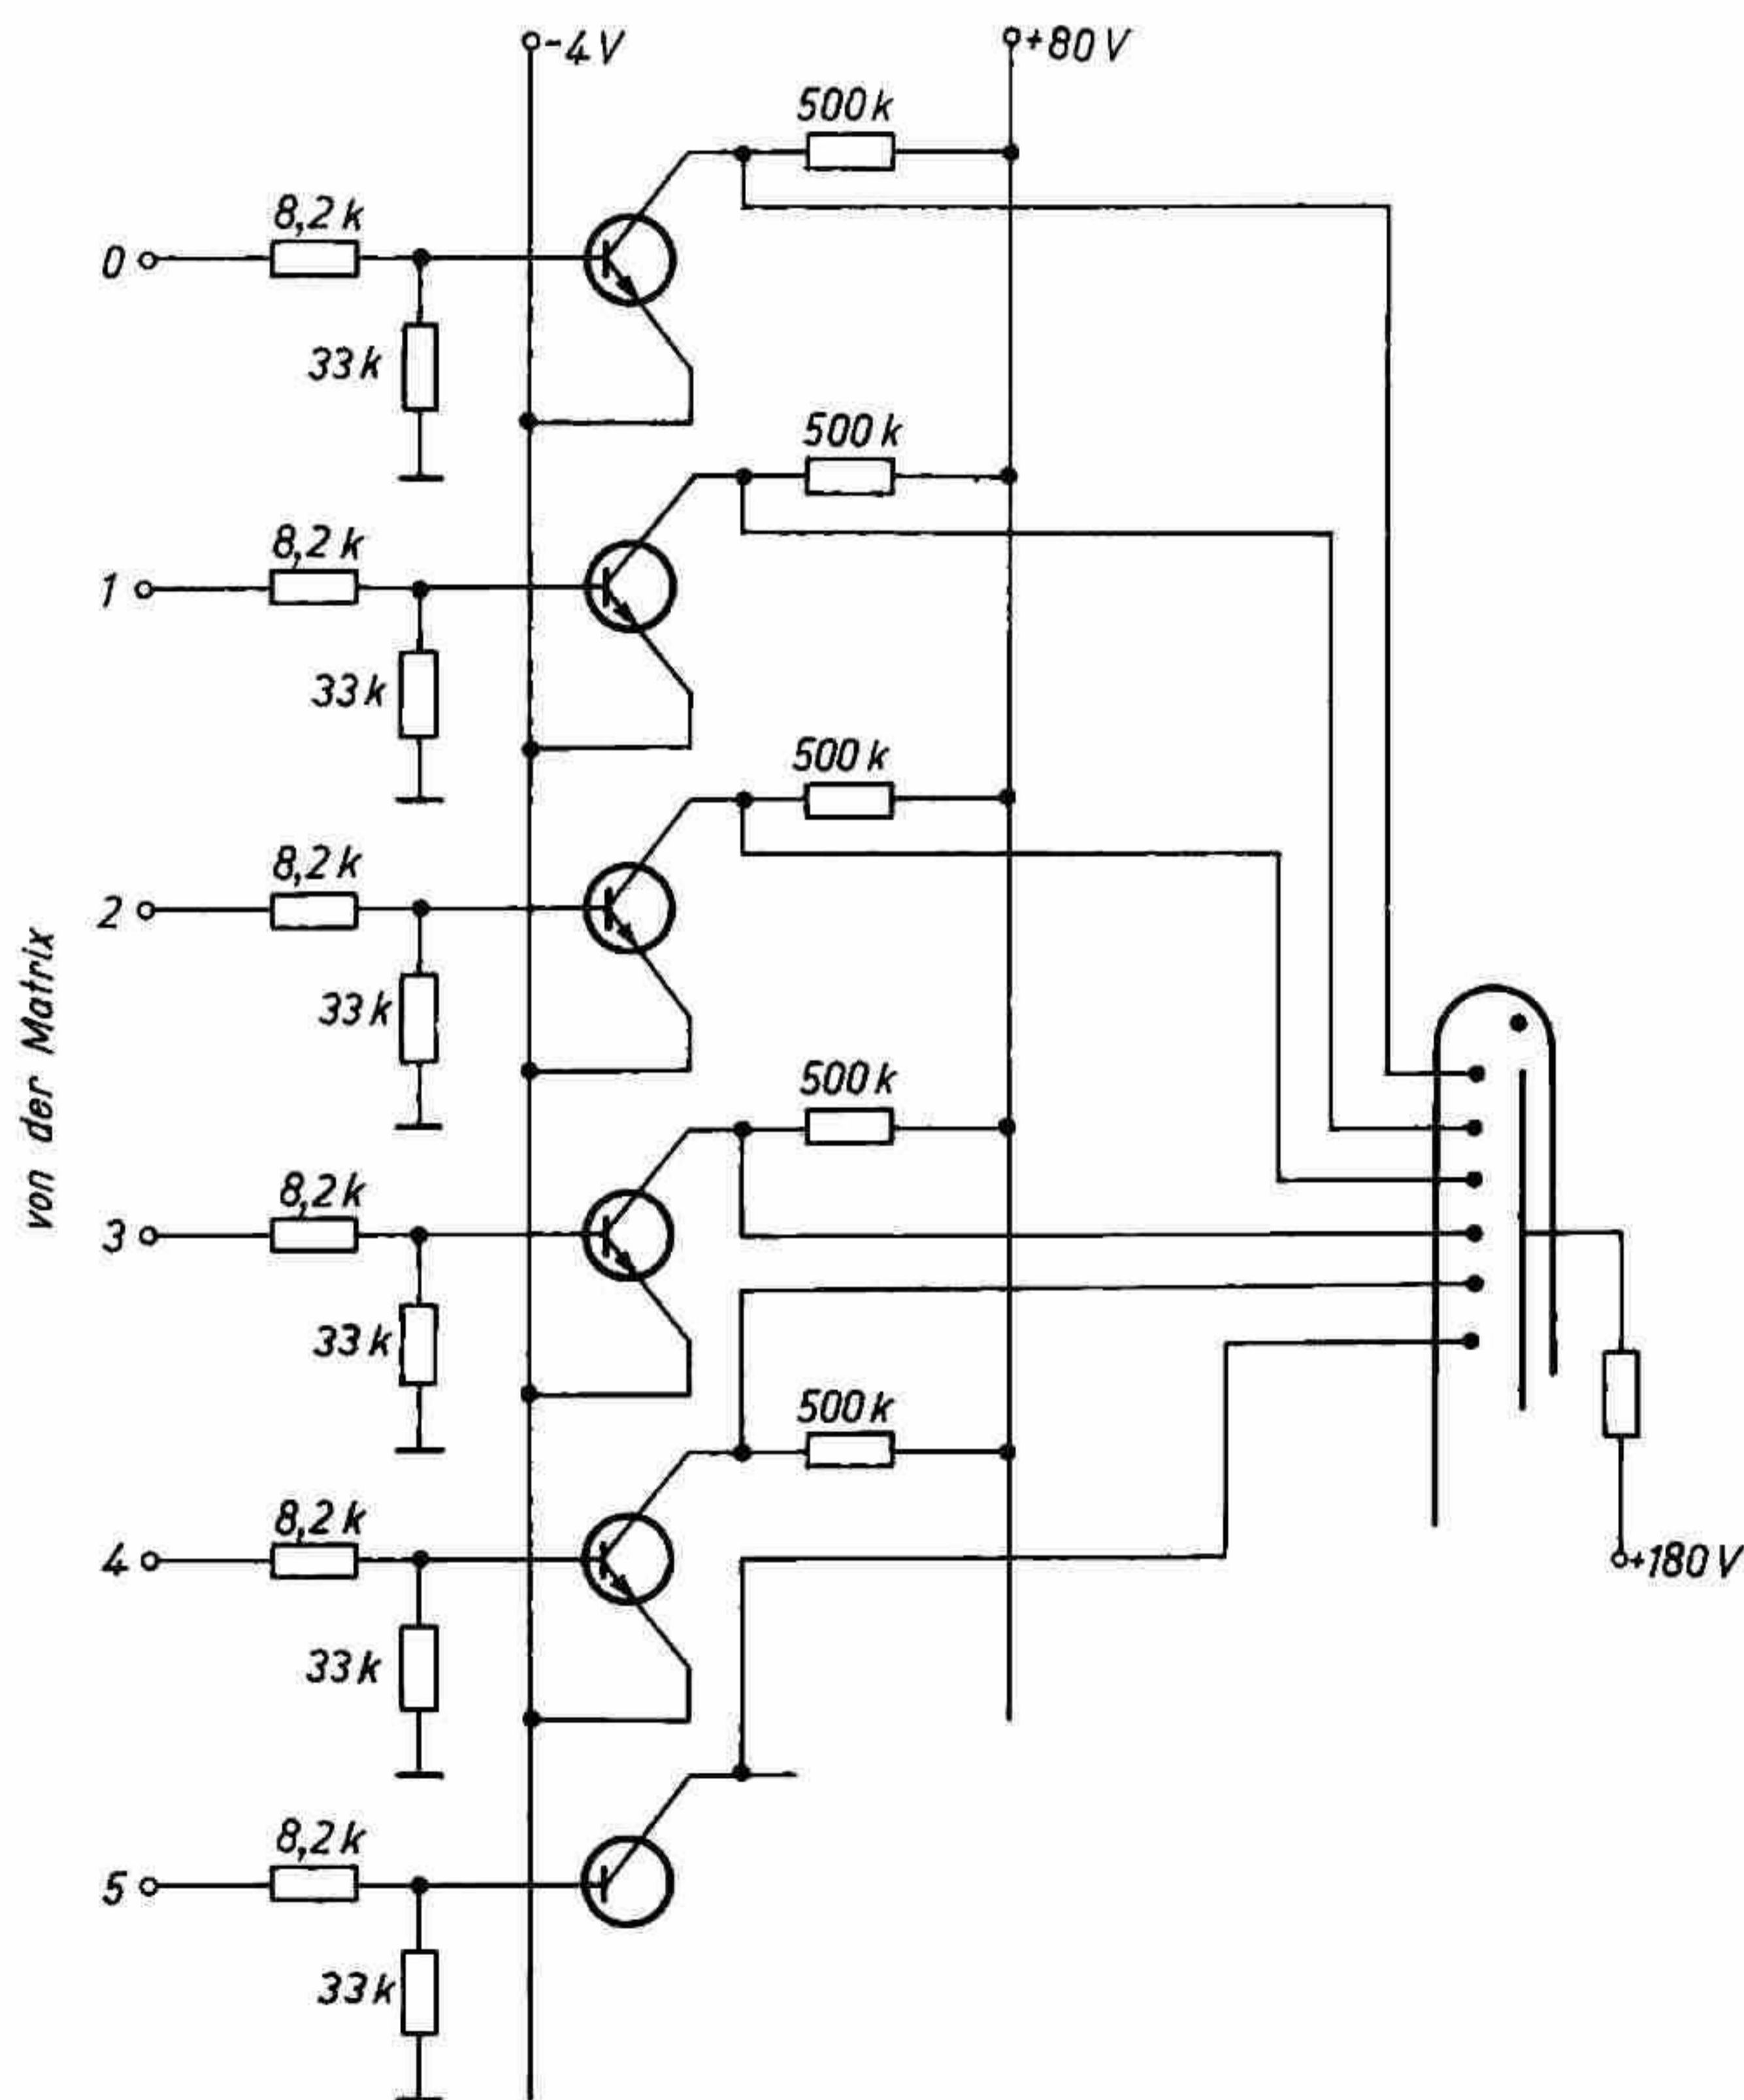 -4V
+80V
500k
8,2k
0
33k
500k
8,2k
1
33k
500k
8,2k
2
33k
von der Matrix
500k
8,2k
3
33k
500k
8,2k
4
+180V
33k
8,2k
5
33k